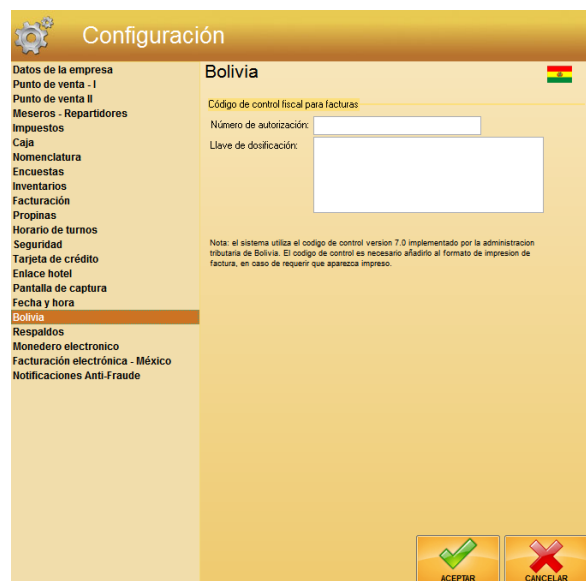 Configuración
Datos de la empresa
Punto de venta - I
Punto de venta II
Meseros - Repartidores
Impuestos
Caja
Nomenclatura
Encuestas
Inventarios
Facturación
Propinas
Horario de turnos
Seguridad
Tarjeta de crédito
Enlace hotel
Pantalla de captura
Fecha y hora
Bolivia
Respaldos
Monedero electronico
Facturación electrónica - México
Notificaciones Anti-Fraude
Bolivia
Código de control fiscal para facturas
Número de autorización:
Llave de dosificación:
Nota: el sistema utiliza el codigo de control version 7.0 implementado por la administracion
tributaria de Bolivia. El codigo de control es necesario añadirlo al formato de impresion de
factura, en caso de requerir que aparezca impreso.
ACEPTAR
CANCELAR